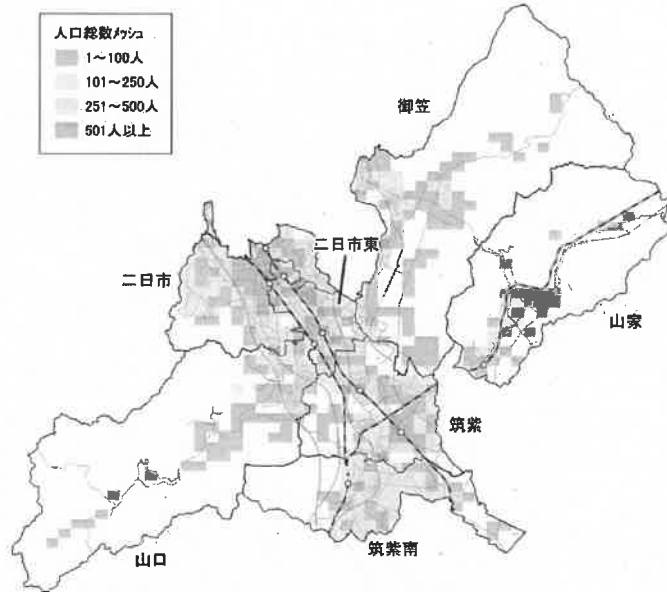 人口総数メッシュ
1～100人
101～250人
251～500人
501人以上
御笠
二日市東
二日市
山家
筑紫
筑紫南
山口